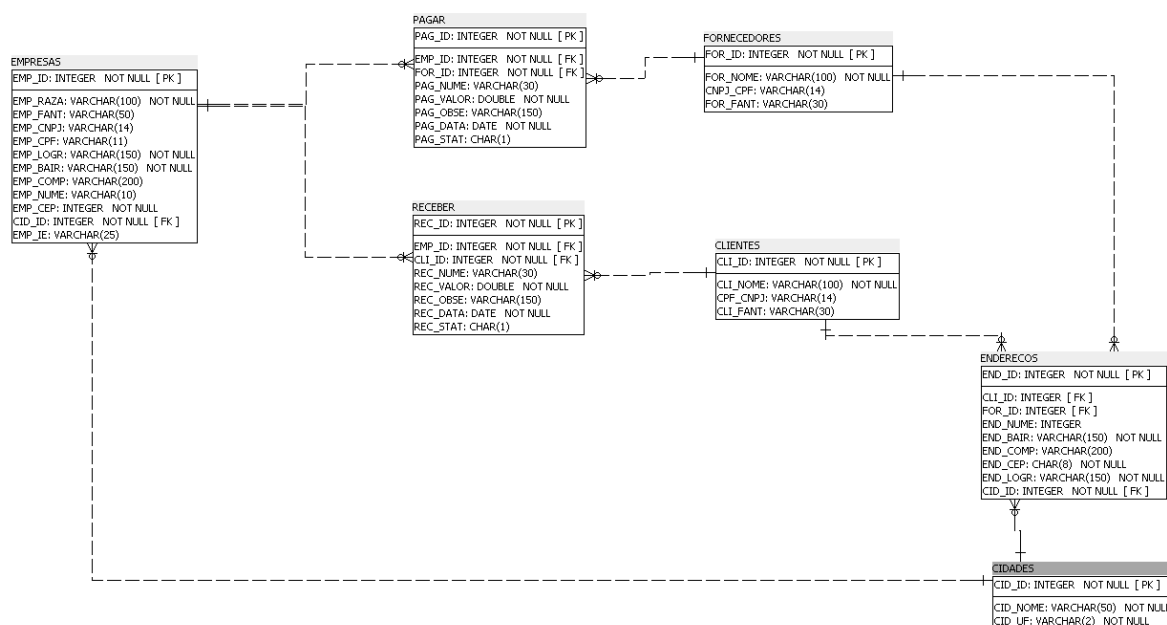 PAGAR
PAG_ID: INTEGER NOT NULL [ PK ]
EMP_ID: INTEGER NOT NULL [ FK ]
FOR_ID: INTEGER NOT NULL [ FK ]
PAG_NUME: VARCHAR(30)
PAG_VALOR: DOUBLE NOT NULL
PAG_OBSE: VARCHAR(150)
PAG_DATA: DATE NOT NULL
PAG_STAT: CHAR(1)
FORNECEDORES
FOR_ID: INTEGER NOT NULL [ PK ]
FOR_NOME: VARCHAR(100) NOT NULL
CNPJ_CPF: VARCHAR(14)
FOR_FANT: VARCHAR(30)
EMPRESAS
EMP_ID: INTEGER NOT NULL [ PK ]
EMP_RAZA: VARCHAR(100) NOT NULL
EMP_FANT: VARCHAR(50)
EMP_CNPJ: VARCHAR(14)
EMP_CPF: VARCHAR(11)
EMP_LOGR: VARCHAR(150) NOT NULL
EMP_BAIR: VARCHAR(150) NOT NULL
EMP_COMP: VARCHAR(200)
EMP_NUME: VARCHAR(10)
EMP_CEP: INTEGER NOT NULL
CID_ID: INTEGER NOT NULL [ FK ]
EMP_IE: VARCHAR(25)
RECEBER
REC_ID: INTEGER NOT NULL [ PK ]
EMP_ID: INTEGER NOT NULL [ FK ]
CLI_ID: INTEGER NOT NULL [ FK ]
REC_NUME: VARCHAR(30)
REC_VALOR: DOUBLE NOT NULL
REC_OBSE: VARCHAR(150)
REC_DATA: DATE NOT NULL
REC_STAT: CHAR(1)
CLIENTES
CLI_ID: INTEGER NOT NULL [ PK ]
CLI_NOME: VARCHAR(100) NOT NULL
CPF_CNPJ: VARCHAR(14)
CLI_FANT: VARCHAR(30)
ENDERECOS
END_ID: INTEGER NOT NULL [ PK ]
CLI_ID: INTEGER [ FK ]
FOR_ID: INTEGER [ FK ]
END_NUME: INTEGER
END_BAIR: VARCHAR(150) NOT NULL
END_COMP: VARCHAR(200)
END_CEP: CHAR(8) NOT NULL
END_LOGR: VARCHAR(150) NOT NULL
CID_ID: INTEGER NOT NULL [ FK ]
CIDADES
CID_ID: INTEGER NOT NULL [ PK ]
CID_NOME: VARCHAR(50) NOT NULL
CID_UF: VARCHAR(2) NOT NULL